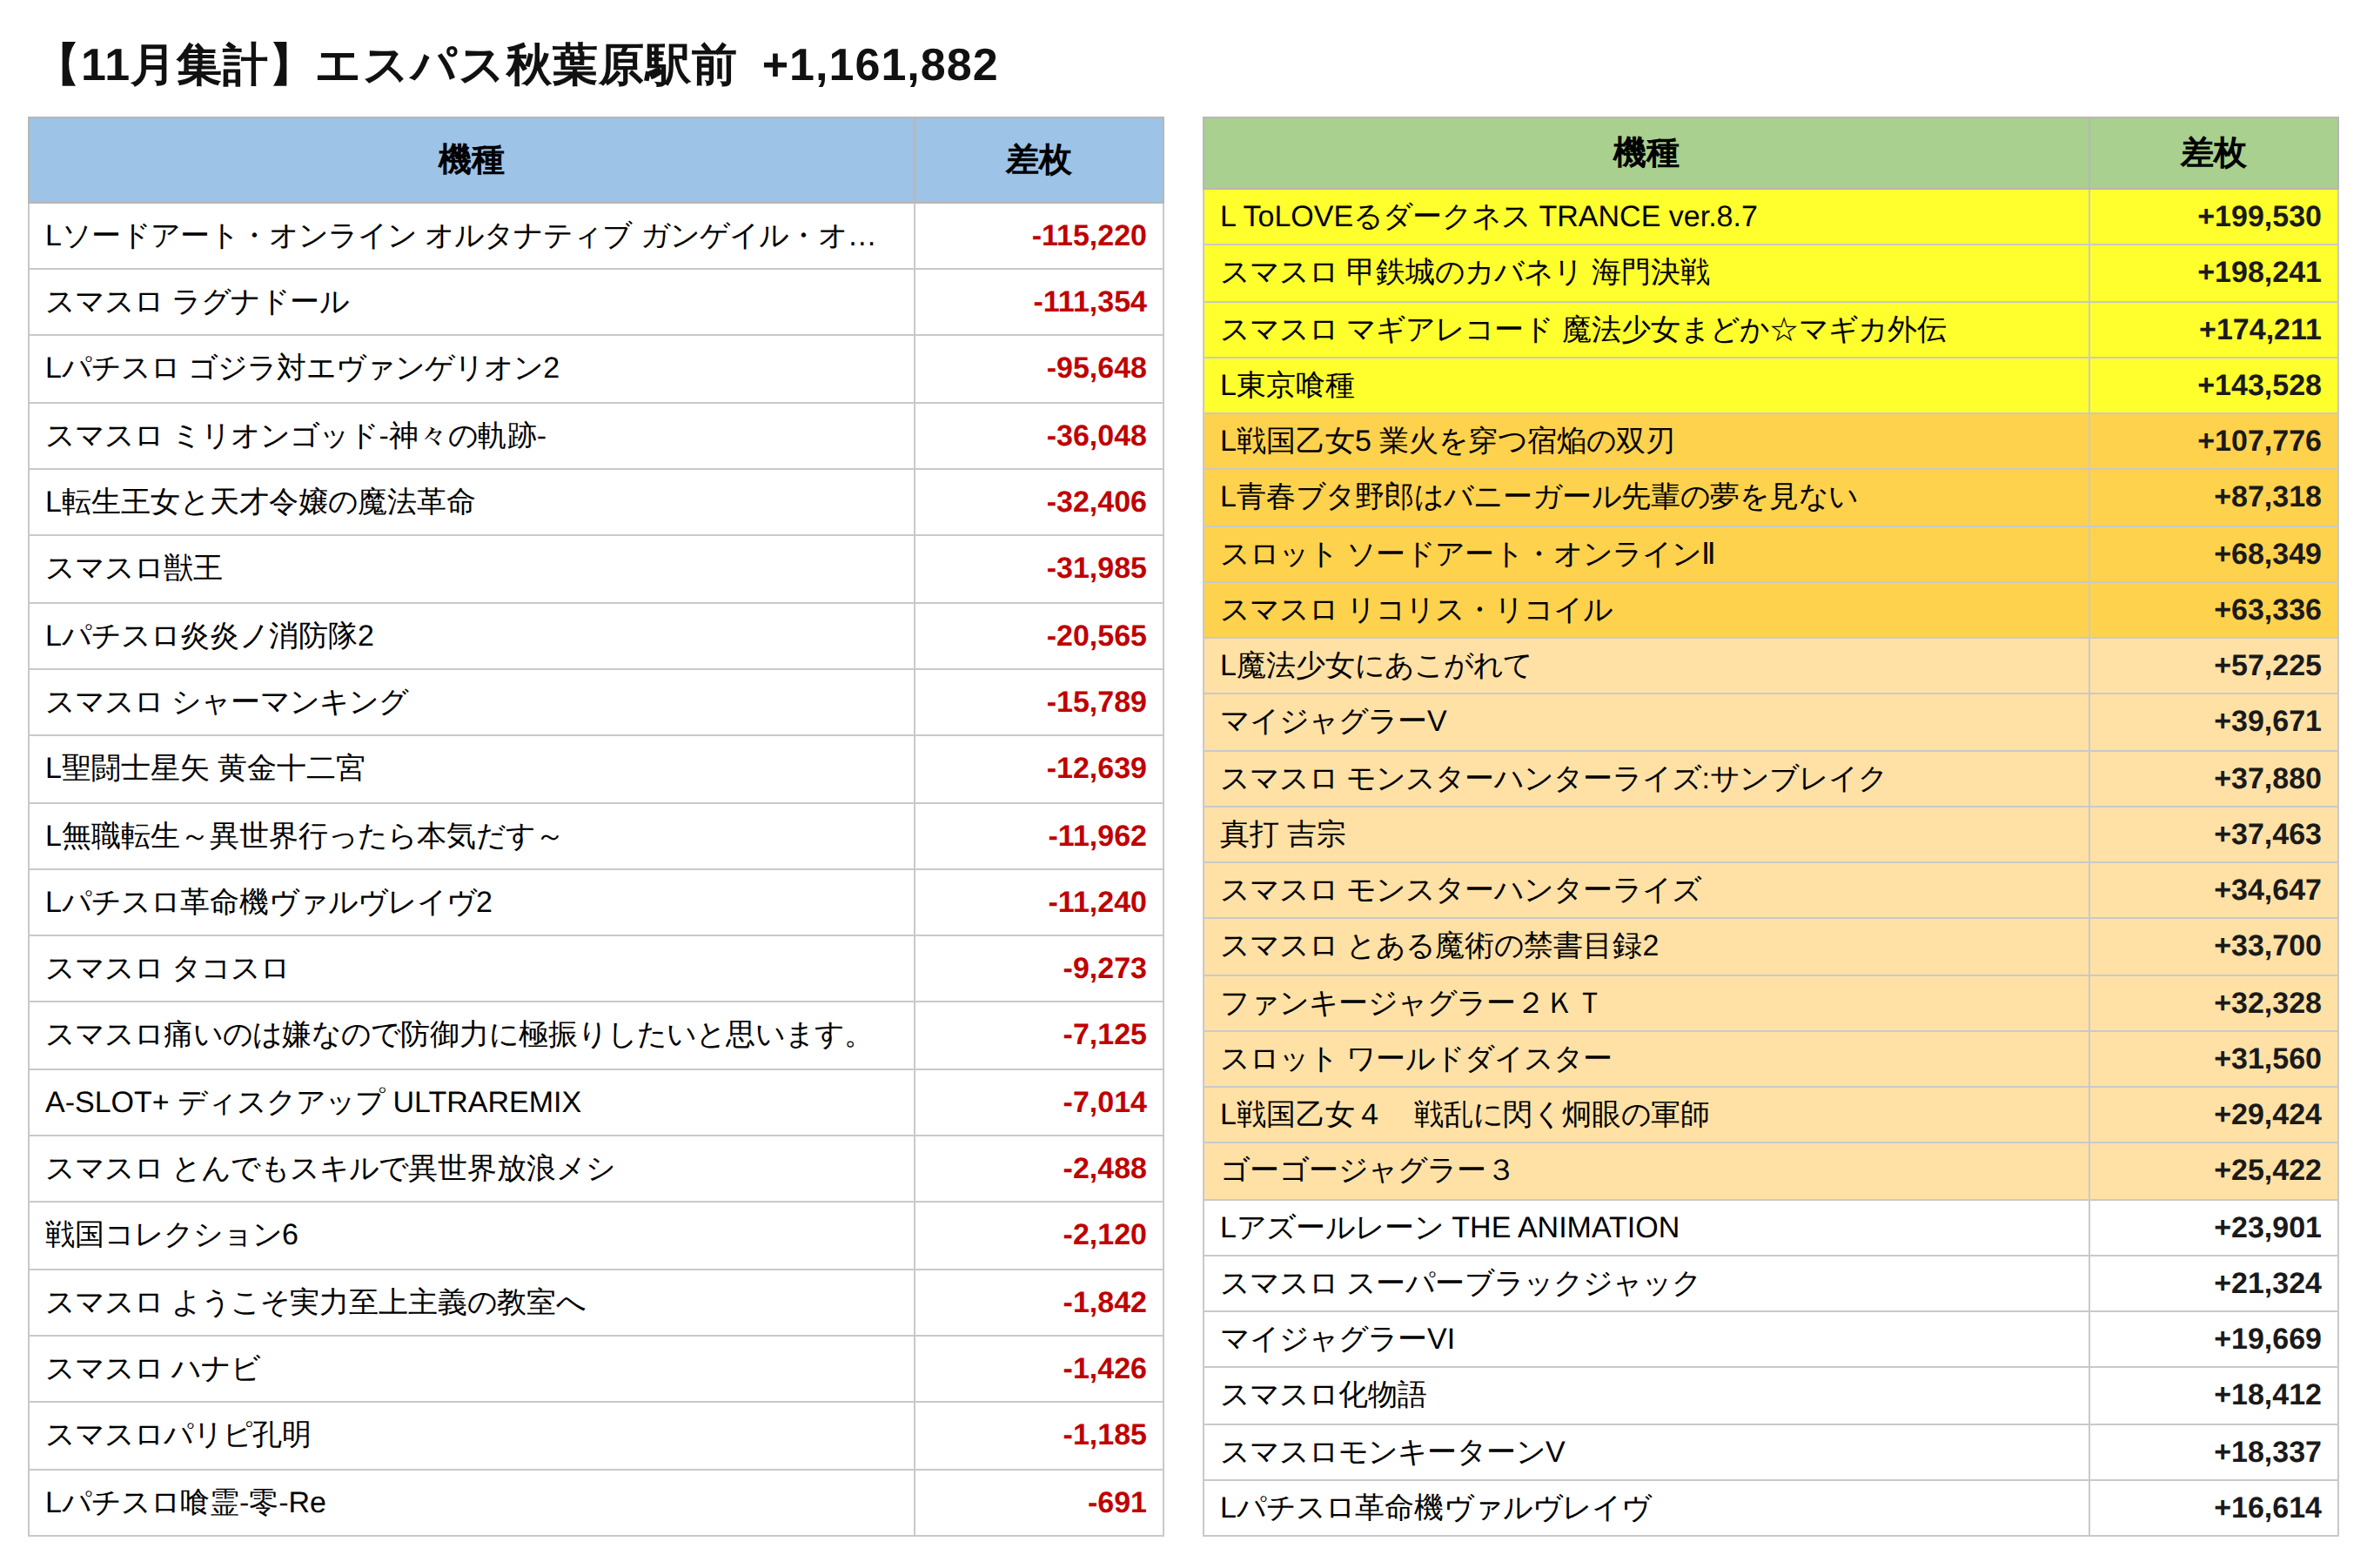 【11月集計】エスパス秋葉原駅前 +1,161,882
機種 差枚
Lソードアート・オンライン オルタナティブ ガンゲイル・オ… -115,220
スマスロ ラグナドール -111,354
Lパチスロ ゴジラ対エヴァンゲリオン2 -95,648
スマスロ ミリオンゴッド-神々の軌跡- -36,048
L転生王女と天才令嬢の魔法革命 -32,406
スマスロ獣王 -31,985
Lパチスロ炎炎ノ消防隊2 -20,565
スマスロ シャーマンキング -15,789
L聖闘士星矢 黄金十二宮 -12,639
L無職転生～異世界行ったら本気だす～ -11,962
Lパチスロ革命機ヴァルヴレイヴ2 -11,240
スマスロ タコスロ -9,273
スマスロ痛いのは嫌なので防御力に極振りしたいと思います。 -7,125
A-SLOT+ ディスクアップ ULTRAREMIX -7,014
スマスロ とんでもスキルで異世界放浪メシ -2,488
戦国コレクション6 -2,120
スマスロ ようこそ実力至上主義の教室へ -1,842
スマスロ ハナビ -1,426
スマスロパリピ孔明 -1,185
Lパチスロ喰霊-零-Re -691
機種 差枚
L ToLOVEるダークネス TRANCE ver.8.7 +199,530
スマスロ 甲鉄城のカバネリ 海門決戦 +198,241
スマスロ マギアレコード 魔法少女まどか☆マギカ外伝 +174,211
L東京喰種 +143,528
L戦国乙女5 業火を穿つ宿焔の双刃 +107,776
L青春ブタ野郎はバニーガール先輩の夢を見ない +87,318
スロット ソードアート・オンラインⅡ +68,349
スマスロ リコリス・リコイル +63,336
L魔法少女にあこがれて +57,225
マイジャグラーV +39,671
スマスロ モンスターハンターライズ:サンブレイク +37,880
真打 吉宗 +37,463
スマスロ モンスターハンターライズ +34,647
スマスロ とある魔術の禁書目録2 +33,700
ファンキージャグラー２ＫＴ +32,328
スロット ワールドダイスター +31,560
L戦国乙女４　戦乱に閃く炯眼の軍師 +29,424
ゴーゴージャグラー３ +25,422
Lアズールレーン THE ANIMATION +23,901
スマスロ スーパーブラックジャック +21,324
マイジャグラーVI +19,669
スマスロ化物語 +18,412
スマスロモンキーターンV +18,337
Lパチスロ革命機ヴァルヴレイヴ +16,614